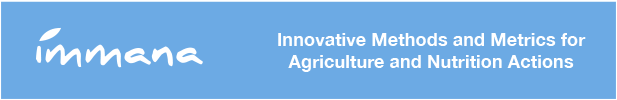 immana
Innovative Methods and Metrics for
Agriculture and Nutrition Actions